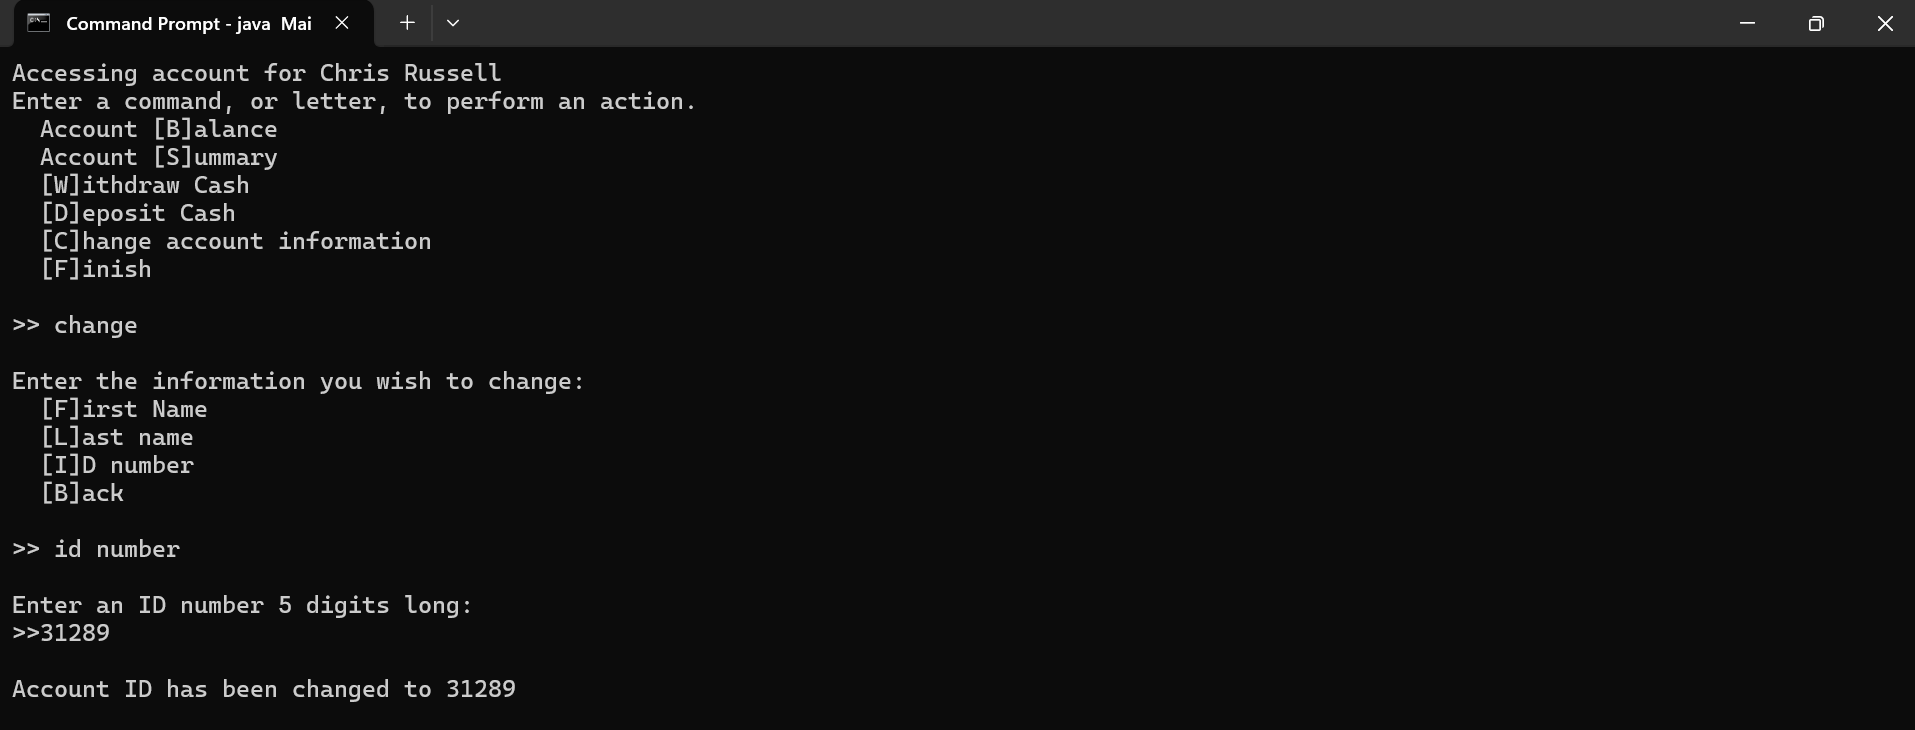 Command Prompt - java  Mai
Accessing account for Chris Russell
Enter a command, or letter, to perform an action.
  Account [B]alance
  Account [S]ummary
  [W]ithdraw Cash
  [D]eposit Cash
  [C]hange account information
  [F]inish
>> change
Enter the information you wish to change:
  [F]irst Name
  [L]ast name
  [I]D number
  [B]ack
>> id number
Enter an ID number 5 digits long:
>>31289
Account ID has been changed to 31289